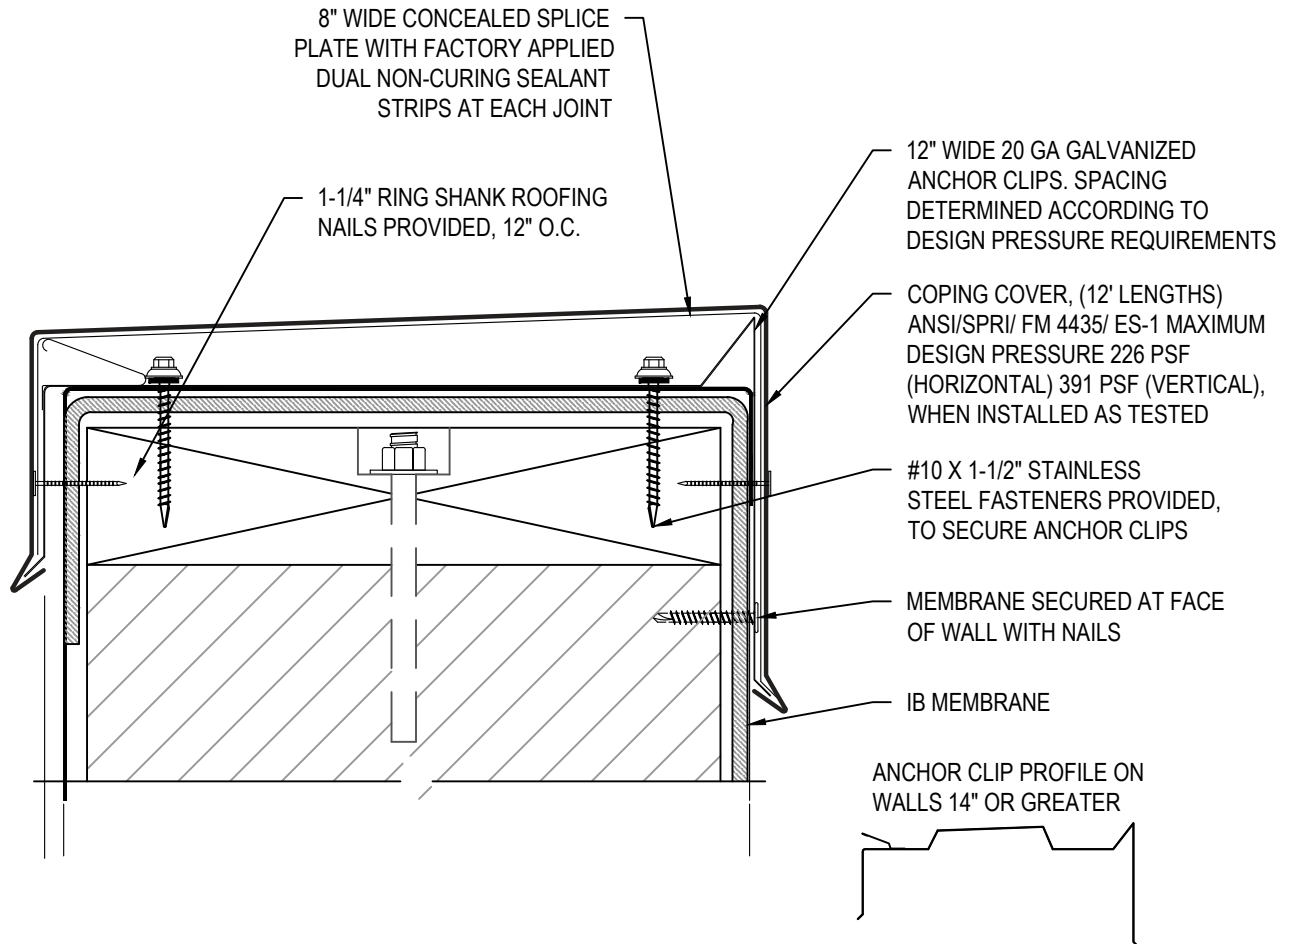 8" WIDE CONCEALED SPLICE
PLATE WITH FACTORY APPLIED
DUAL NON-CURING SEALANT
STRIPS AT EACH JOINT
1-1/4" RING SHANK ROOFING
NAILS PROVIDED, 12" O.C.
12" WIDE 20 GA GALVANIZED
ANCHOR CLIPS. SPACING
DETERMINED ACCORDING TO
DESIGN PRESSURE REQUIREMENTS
COPING COVER, (12' LENGTHS)
ANSI/SPRI/ FM 4435/ ES-1 MAXIMUM
DESIGN PRESSURE 226 PSF
(HORIZONTAL) 391 PSF (VERTICAL),
WHEN INSTALLED AS TESTED
#10 X 1-1/2" STAINLESS
STEEL FASTENERS PROVIDED,
TO SECURE ANCHOR CLIPS
MEMBRANE SECURED AT FACE
OF WALL WITH NAILS
IB MEMBRANE
ANCHOR CLIP PROFILE ON
WALLS 14" OR GREATER